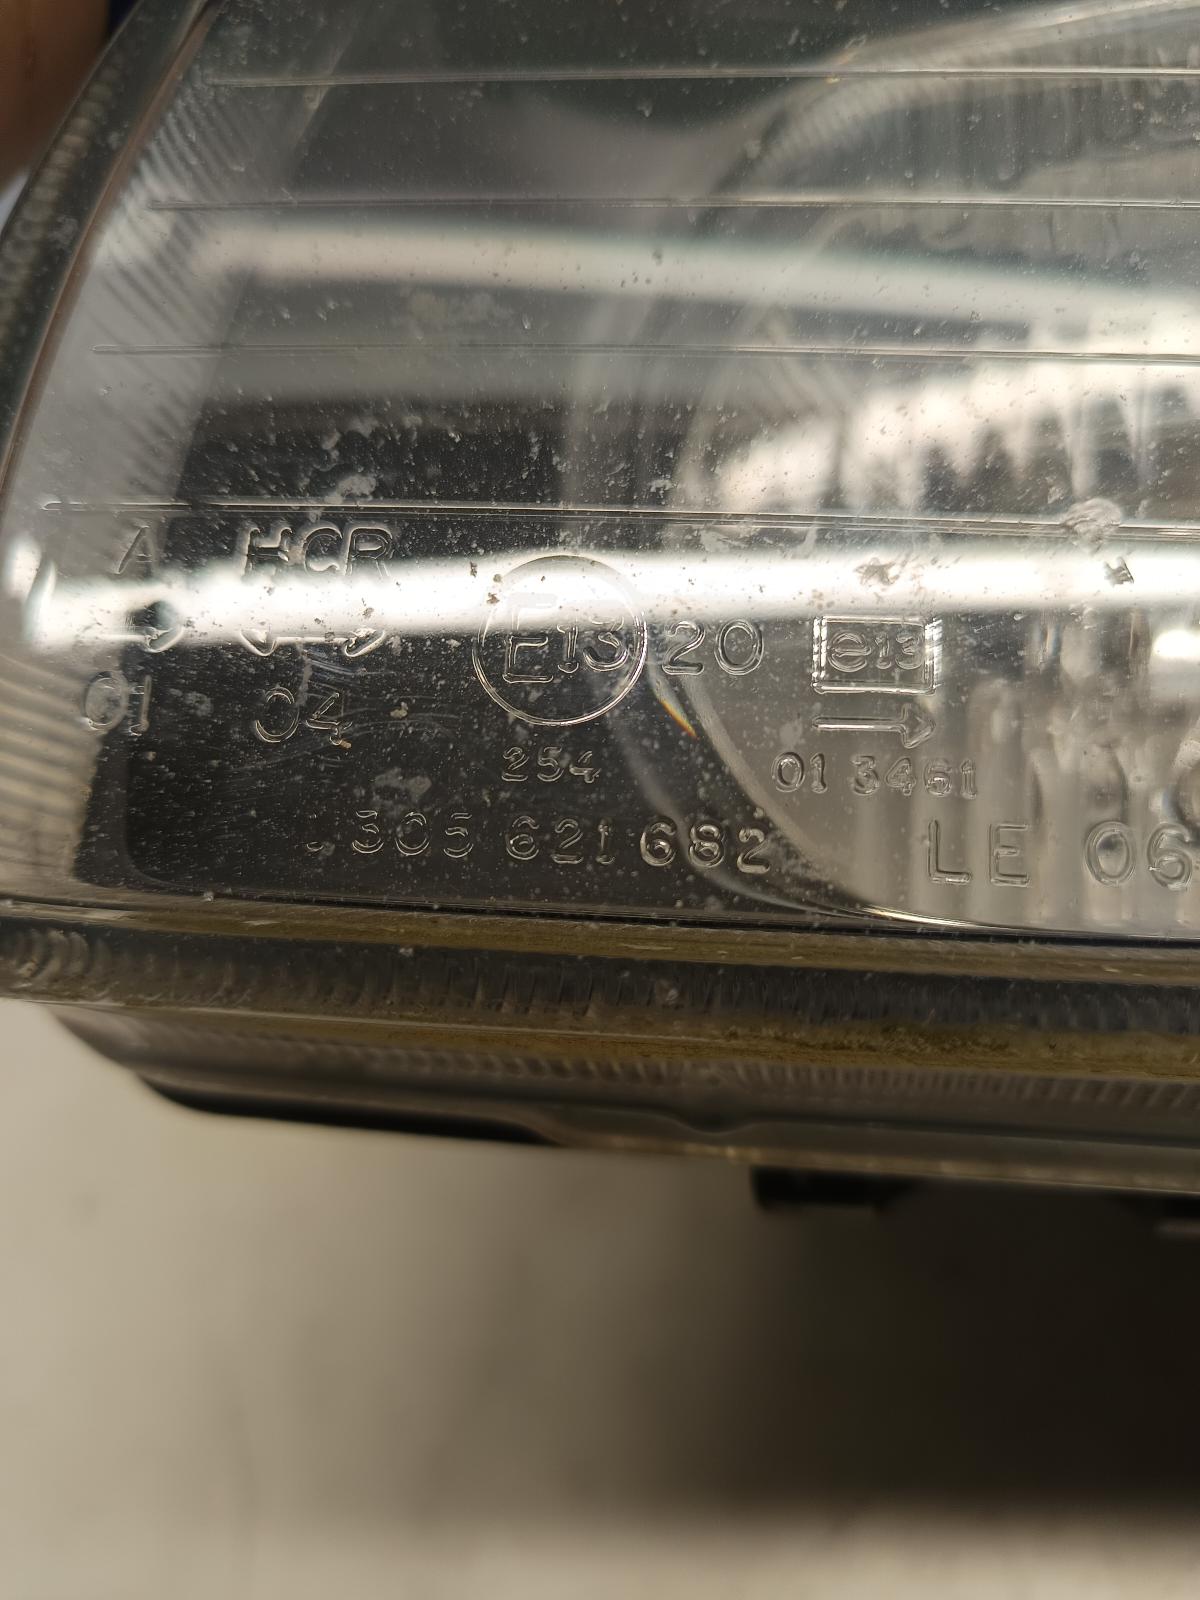 A HCR
E13 20 e13
01 04
254 01 3461
305 621 682 LE 06